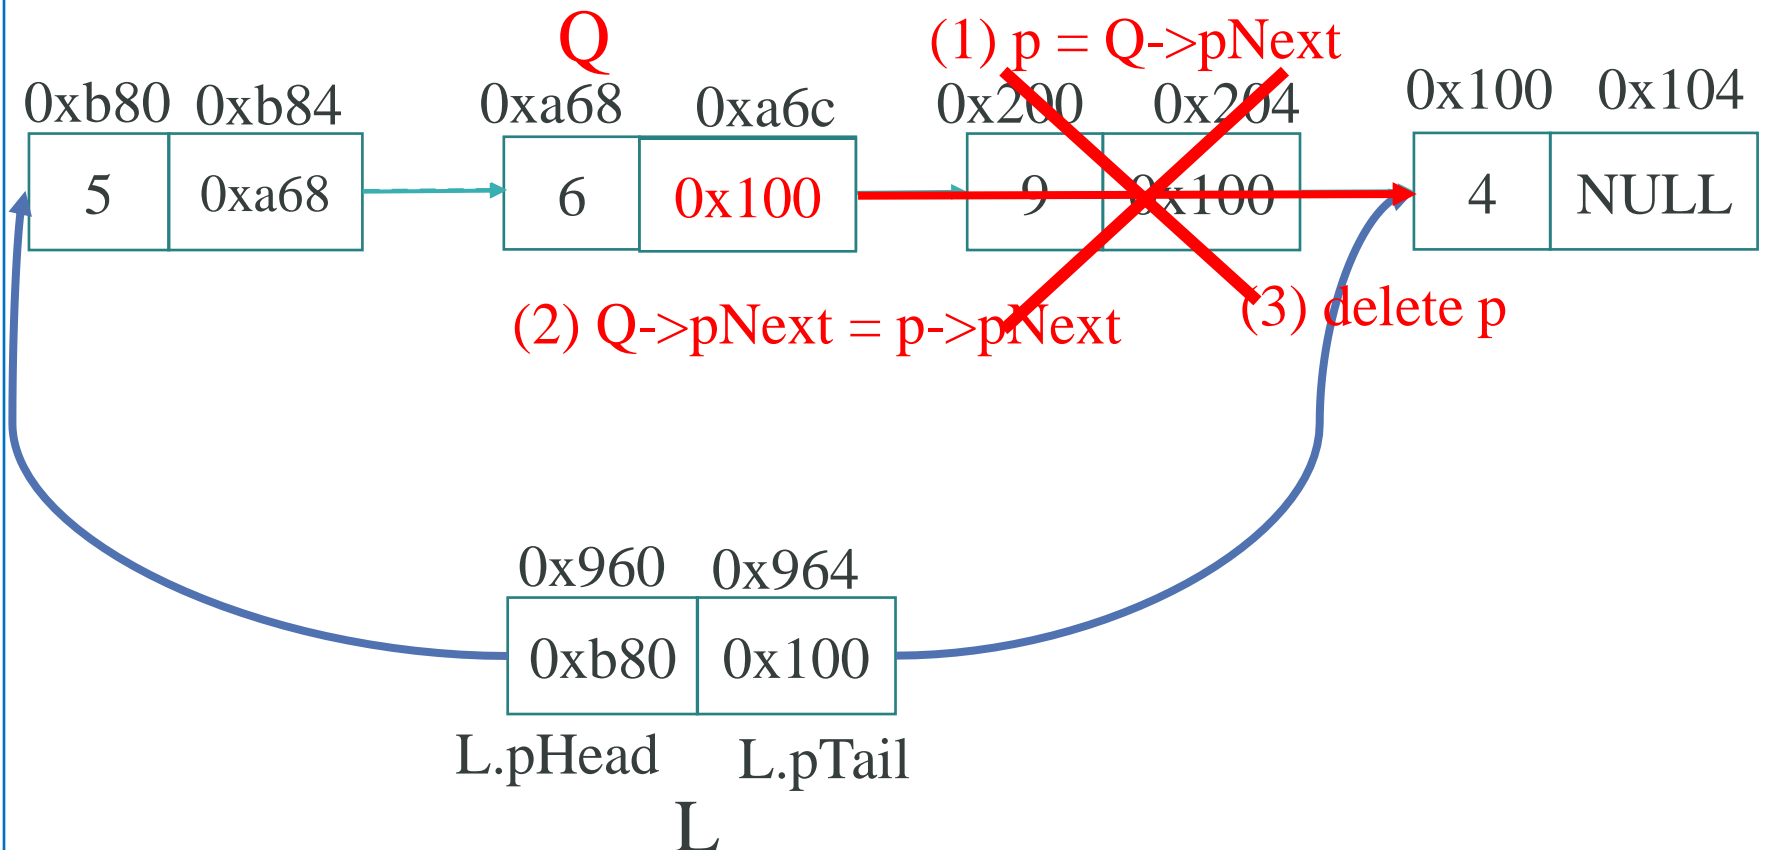 Q
(1) p = Q->pNext
0xb80 0xb84 0xa68 0xa6c 0x200 0x204 0x100 0x104
5 0xa68 6 0x100 9 0x100 4 NULL
(2) Q->pNext = p->pNext
(3) delete p
0x960 0x964
0xb80 0x100
L.pHead L.pTail
L